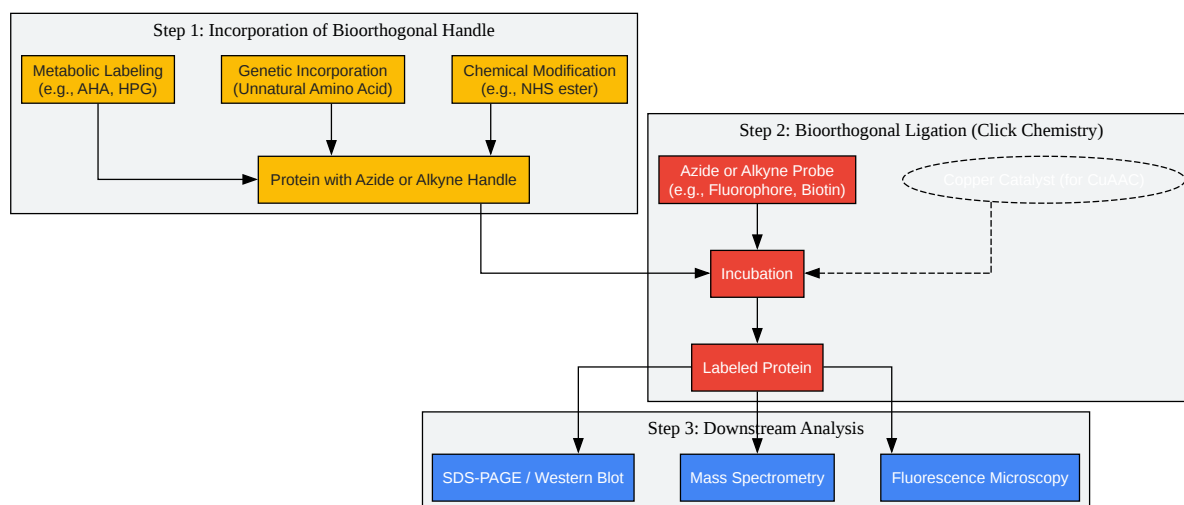 Step 1: Incorporation of Bioorthogonal Handle
Metabolic Labeling
(e.g., AHA, HPG)
Genetic Incorporation
(Unnatural Amino Acid)
Chemical Modification
(e.g., NHS ester)
Protein with Azide or Alkyne Handle
Step 2: Bioorthogonal Ligation (Click Chemistry)
Azide or Alkyne Probe
(e.g., Fluorophore, Biotin)
Copper Catalyst (for CuAAC)
Incubation
Labeled Protein
Step 3: Downstream Analysis
SDS-PAGE / Western Blot
Mass Spectrometry
Fluorescence Microscopy